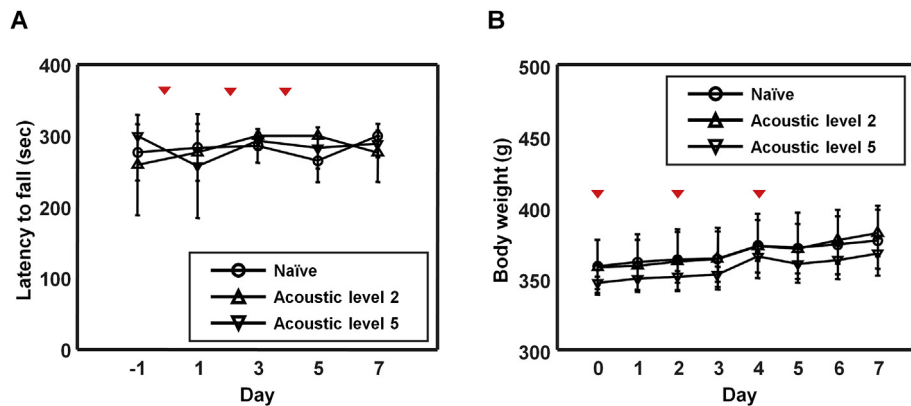 A
Latency to fall (sec)
400
300
200
100
0
Naïve
Acoustic level 2
Acoustic level 5
-1 1 3 5 7
Day
B
Body weight (g)
500
450
400
350
300
Naïve
Acoustic level 2
Acoustic level 5
0 1 2 3 4 5 6 7
Day